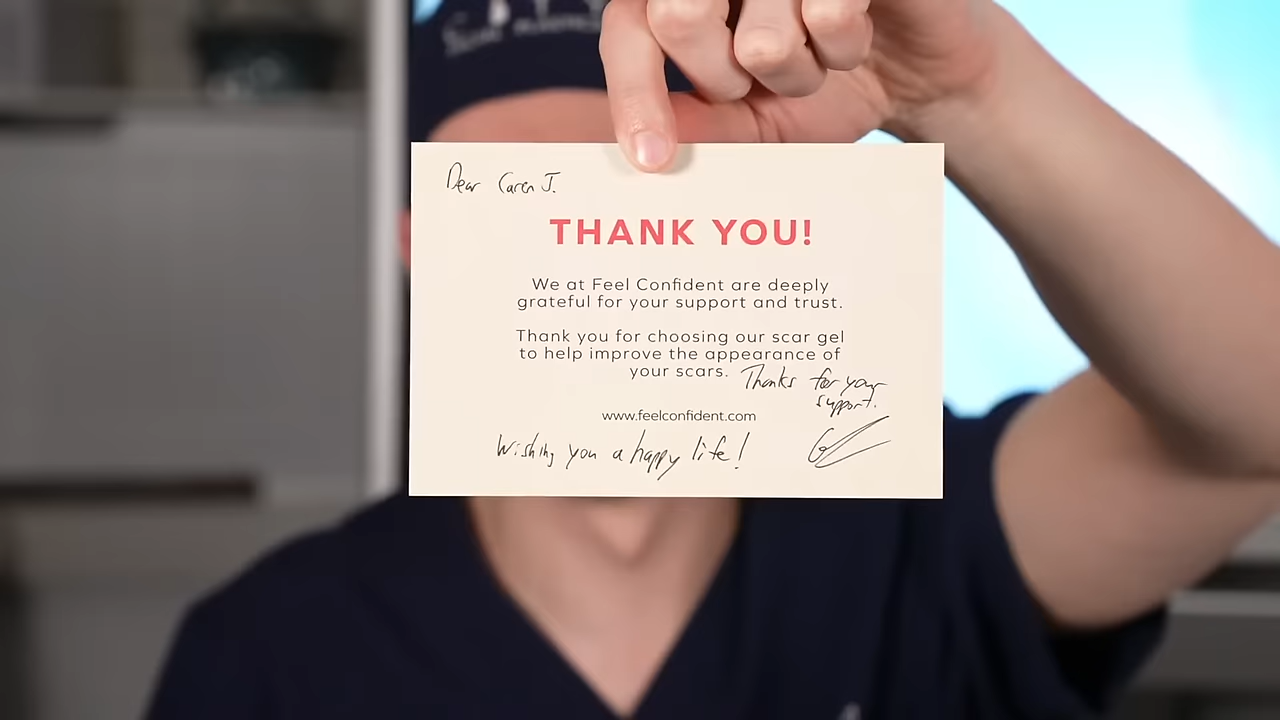 Dear Caren J.
THANK YOU!
We at Feel Confident are deeply
grateful for your support and trust.
Thank you for choosing our scar gel
to help improve the appearance of
your scars.
Thanks for your
support.
www.feelconfident.com
Wishing you a happy life!